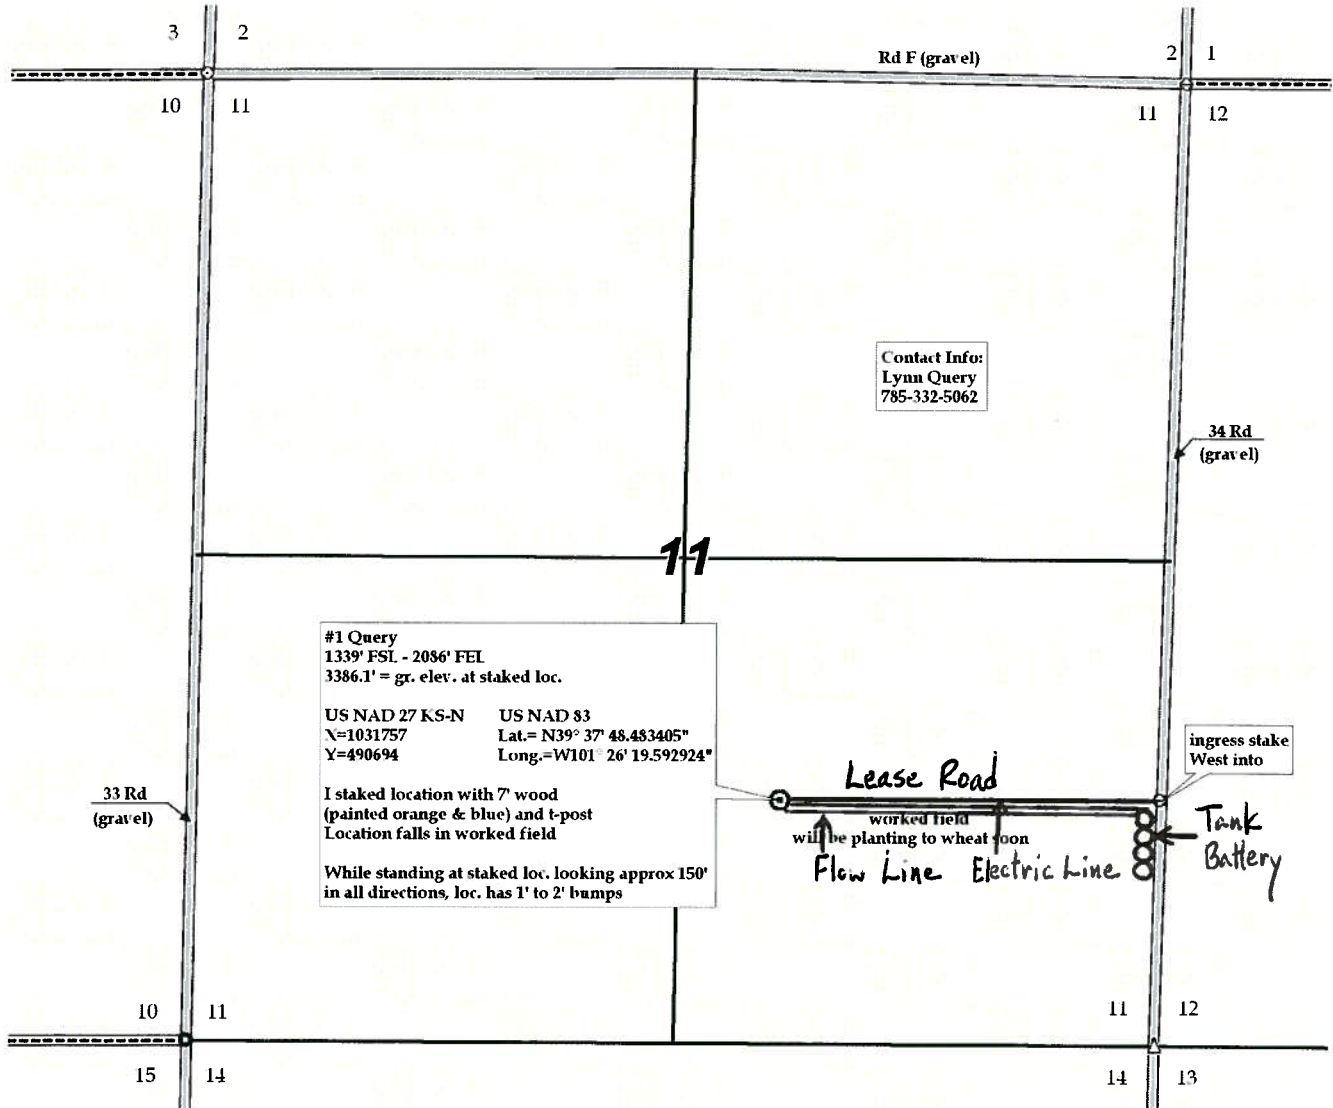 3 2
Rd F (gravel)
2 1
10 11
11 12
Contact Info:
Lynn Query
785-332-5062
34 Rd
(gravel)
11
#1 Query
1339' FSL - 2086' FEL
3386.1' = gr. elev. at staked loc.
US NAD 27 KS-N US NAD 83
X=1031757 Lat.= N39° 37' 48.483405"
Y=490694 Long.=W101° 26' 19.592924"
I staked location with 7' wood
(painted orange & blue) and t-post
Location falls in worked field
While standing at staked loc. looking approx 150'
in all directions, loc. has 1' to 2' bumps
ingress stake
West into
33 Rd
(gravel)
Lease Road
worked field
will be planting to wheat soon
Flow Line Electric Line
Tank
Battery
10 11
11 12
15 14
14 13